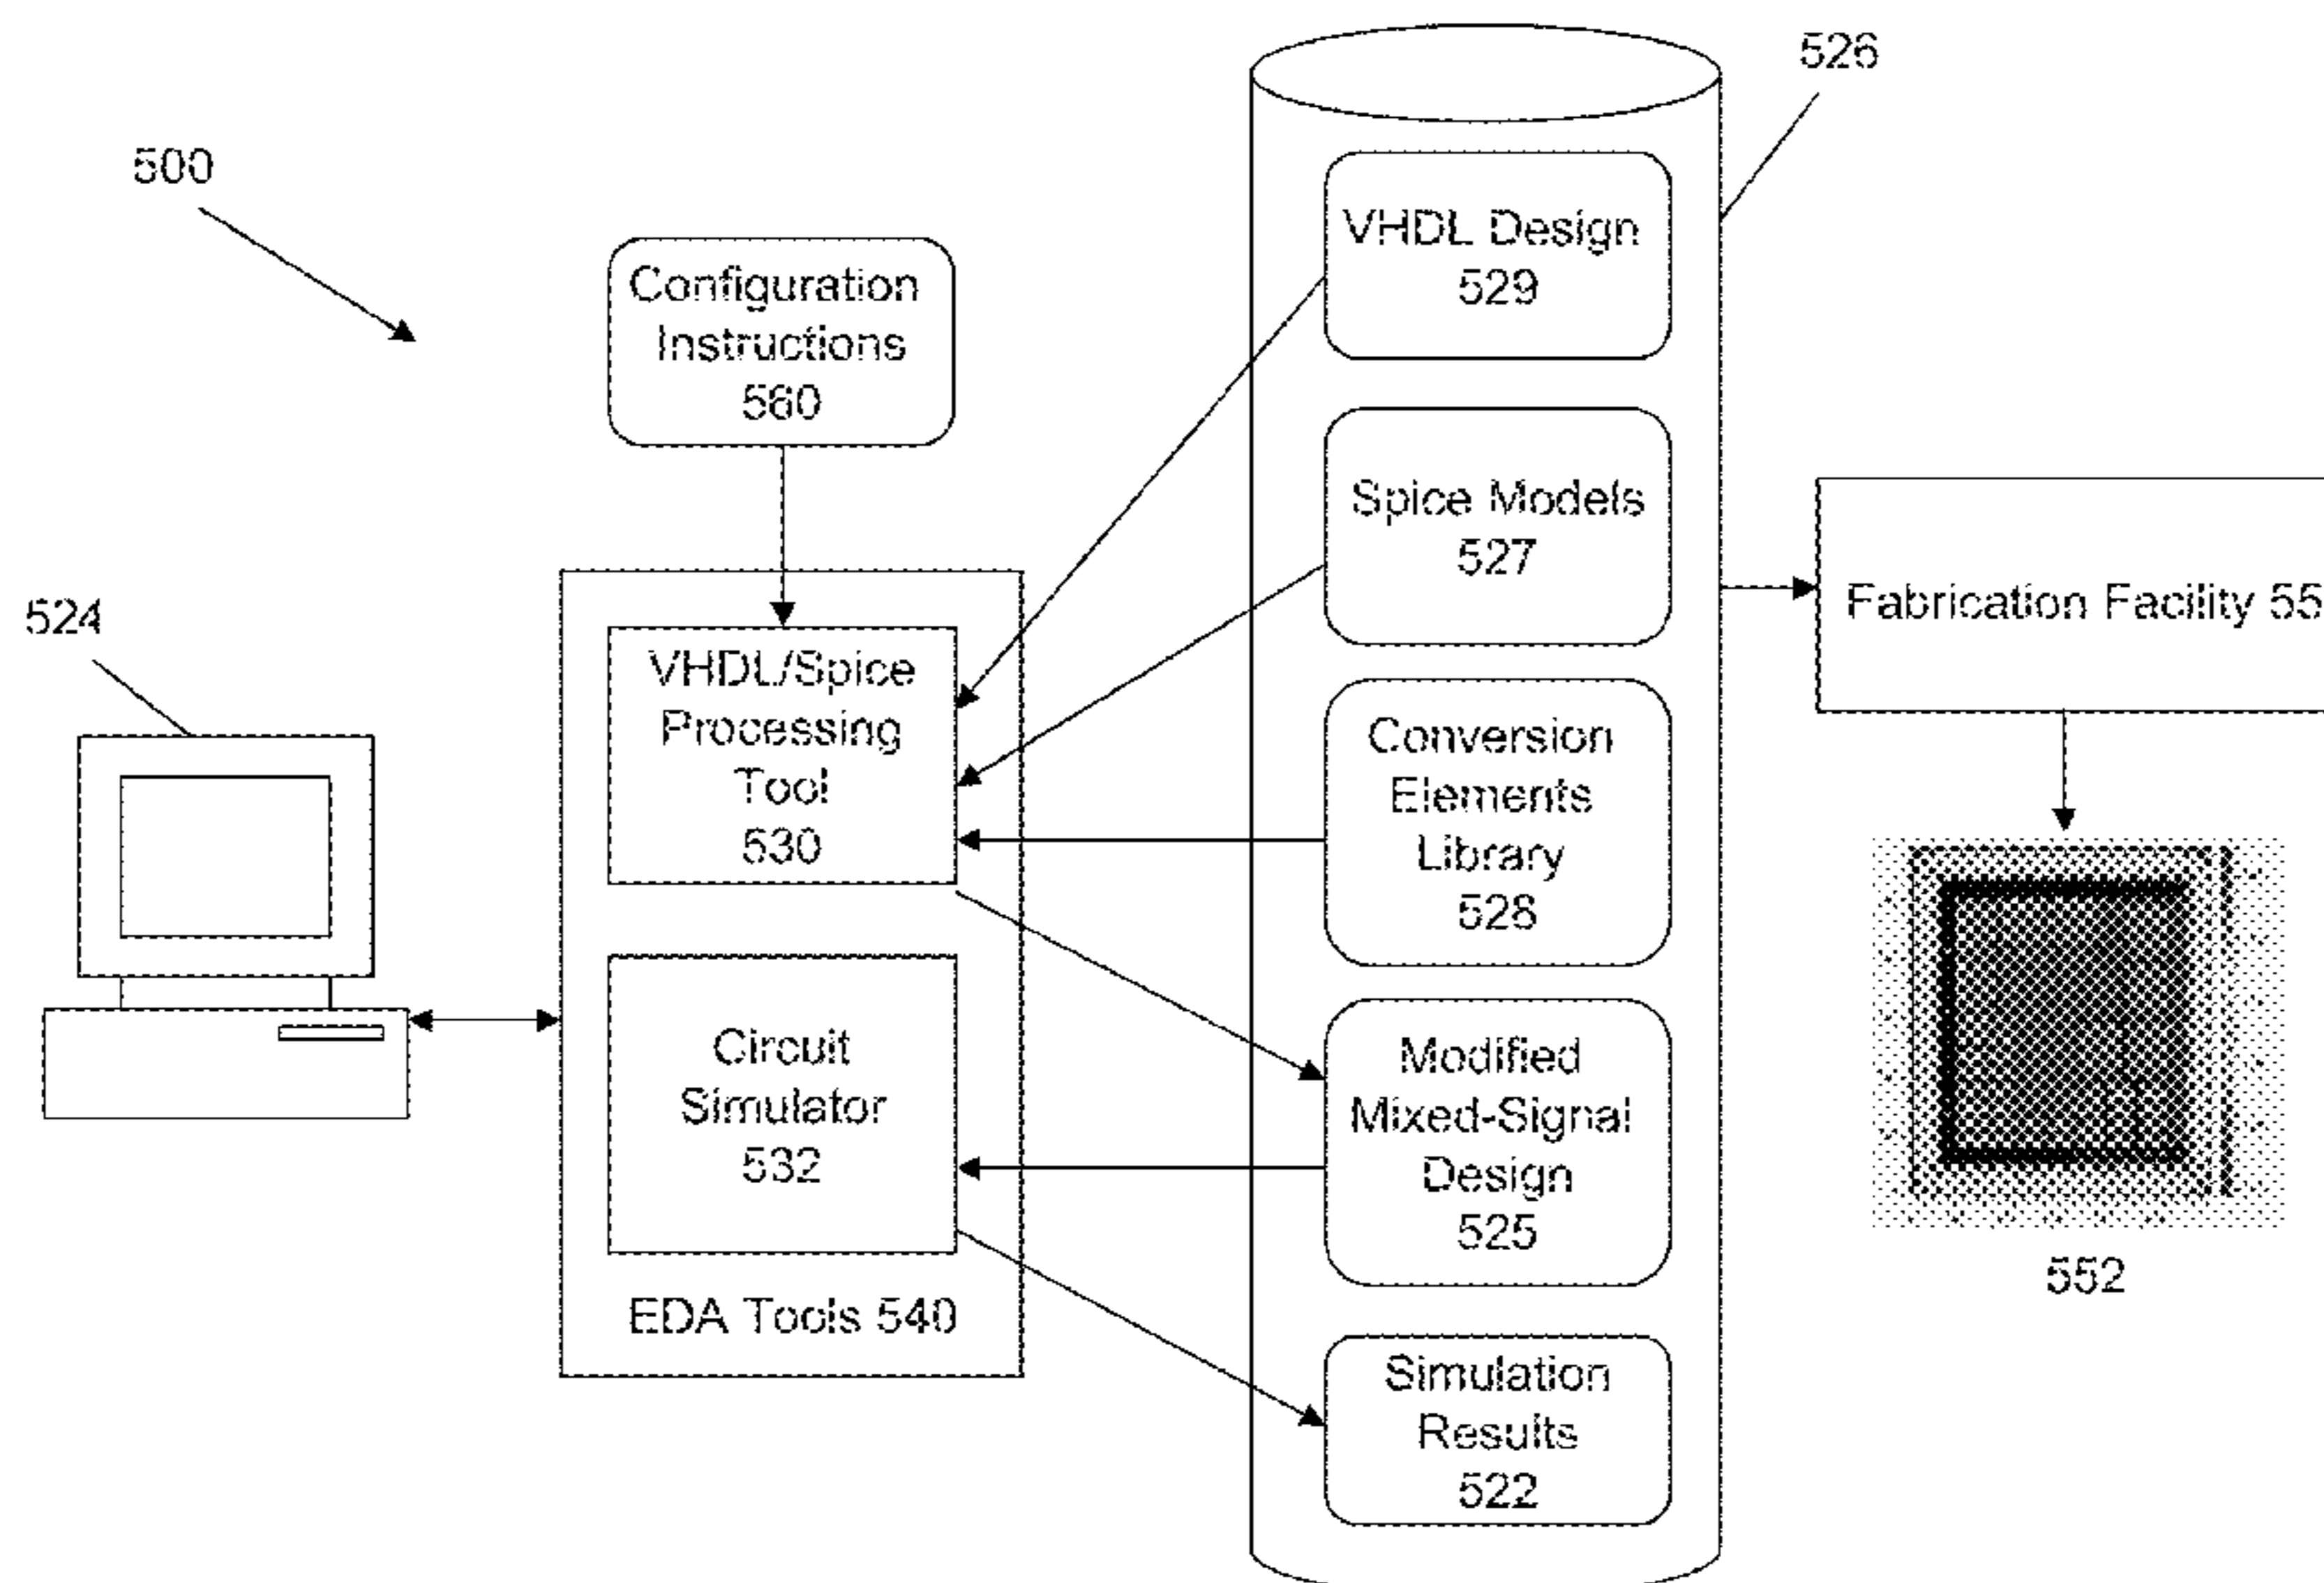 500
526
VHDL Design
529
Configuration
Instructions
560
Spice Models
527
Fabrication Facility 55
524
VHDL/Spice
Processing
Tool
530
Conversion
Elements
Library
528
Circuit
Simulator
532
Modified
Mixed-Signal
Design
525
552
EDA Tools 540
Simulation
Results
522